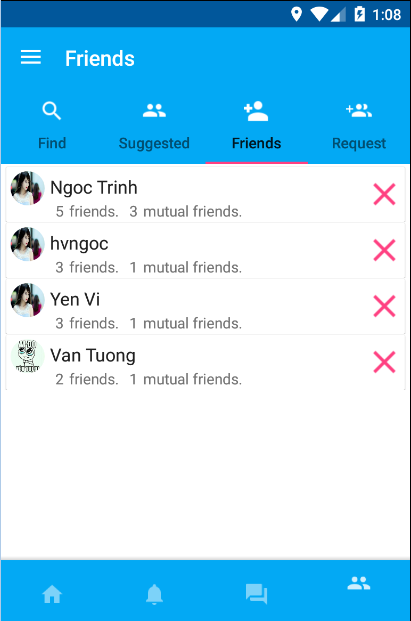 1:08
Friends
Find
Suggested
Friends
Request
Ngoc Trinh
5 friends. 3 mutual friends.
hvngoc
3 friends. 1 mutual friends.
Yen Vi
3 friends. 1 mutual friends.
Van Tuong
2 friends. 1 mutual friends.